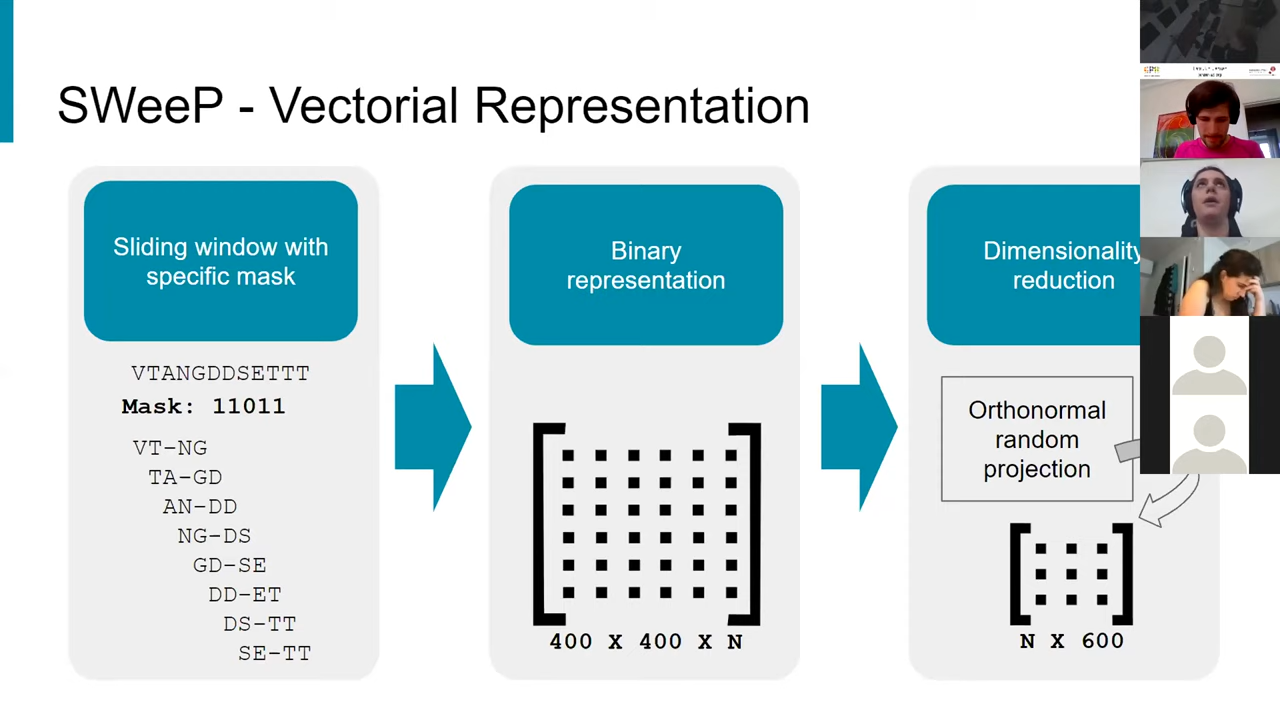 SWeeP - Vectorial Representation
Sliding window with
specific mask
VTANGDDSETTT
Mask: 11011
VT-NG
TA-GD
AN-DD
NG-DS
GD-SE
DD-ET
DS-TT
SE-TT
Binary
representation
400 X 400 X N
Dimensionality
reduction
Orthonormal
random
projection
N X 600